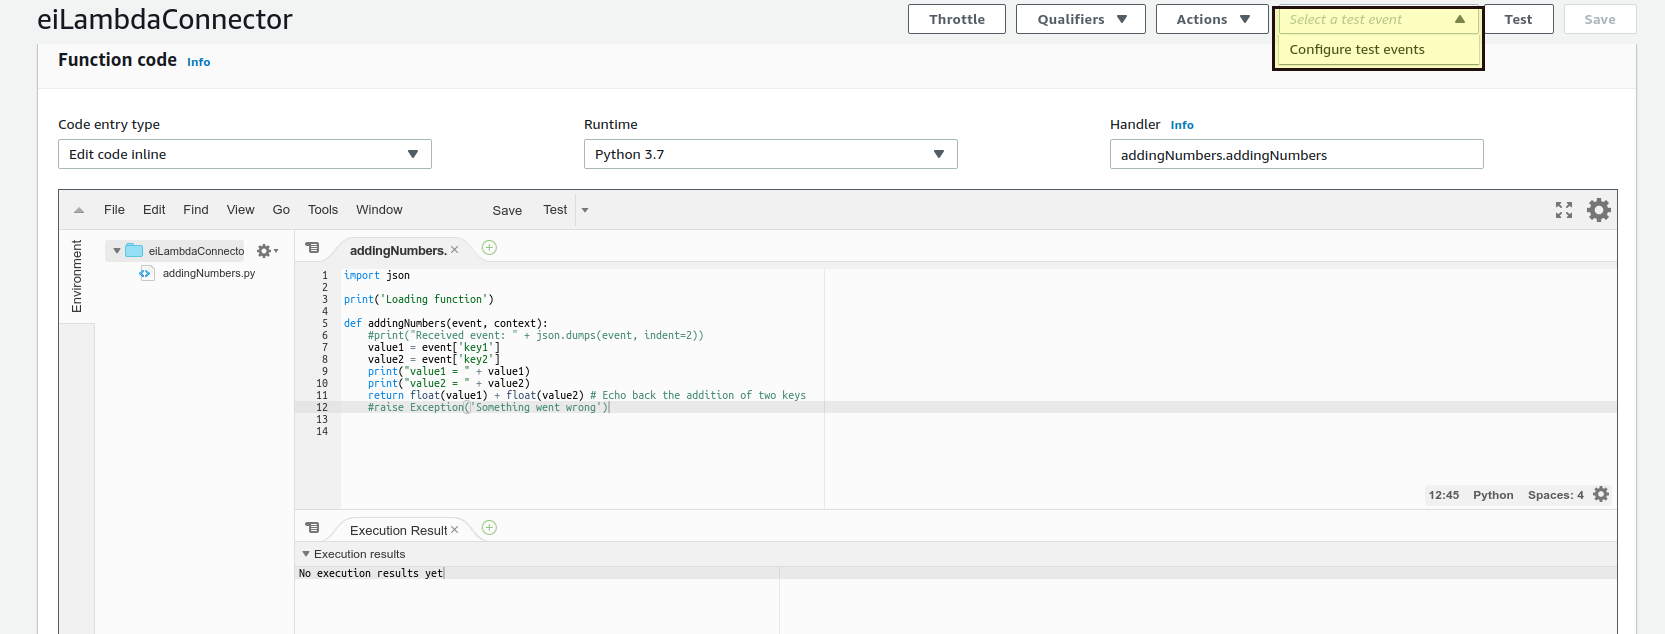 eiLambdaConnector
Throttle
Qualifiers
Actions
Select a test event
Test
Save
Configure test events
Function code Info
Code entry type
Edit code inline
Runtime
Python 3.7
Handler Info
addingNumbers.addingNumbers
File Edit Find View Go Tools Window Save Test
Environment
eiLambdaConnecto
addingNumbers.py
addingNumbers.
1 import json
2
3 print('Loading function')
4
5 def addingNumbers(event, context):
6     #print("Received event: " + json.dumps(event, indent=2))
7     value1 = event['key1']
8     value2 = event['key2']
9     print("value1 = " + value1)
10     print("value2 = " + value2)
11     return float(value1) + float(value2) # Echo back the addition of two keys
12     #raise Exception('Something went wrong')
13
14
12:45 Python Spaces: 4
Execution Result
Execution results
No execution results yet